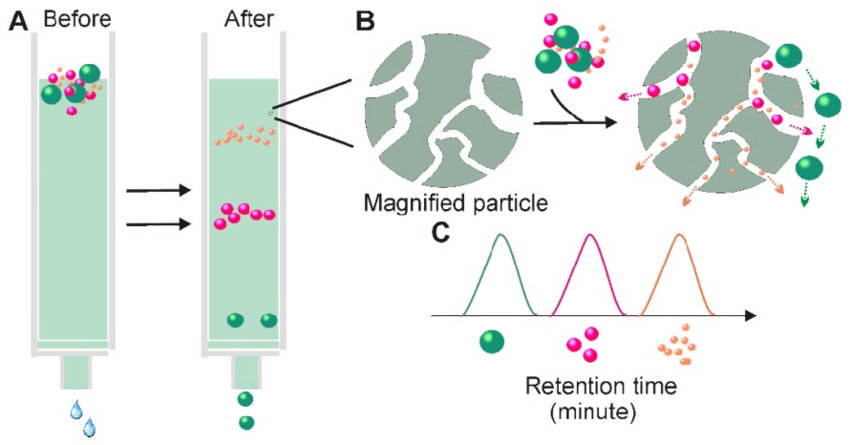 A
Before
After
B
Magnified particle
C
Retention time
(minute)